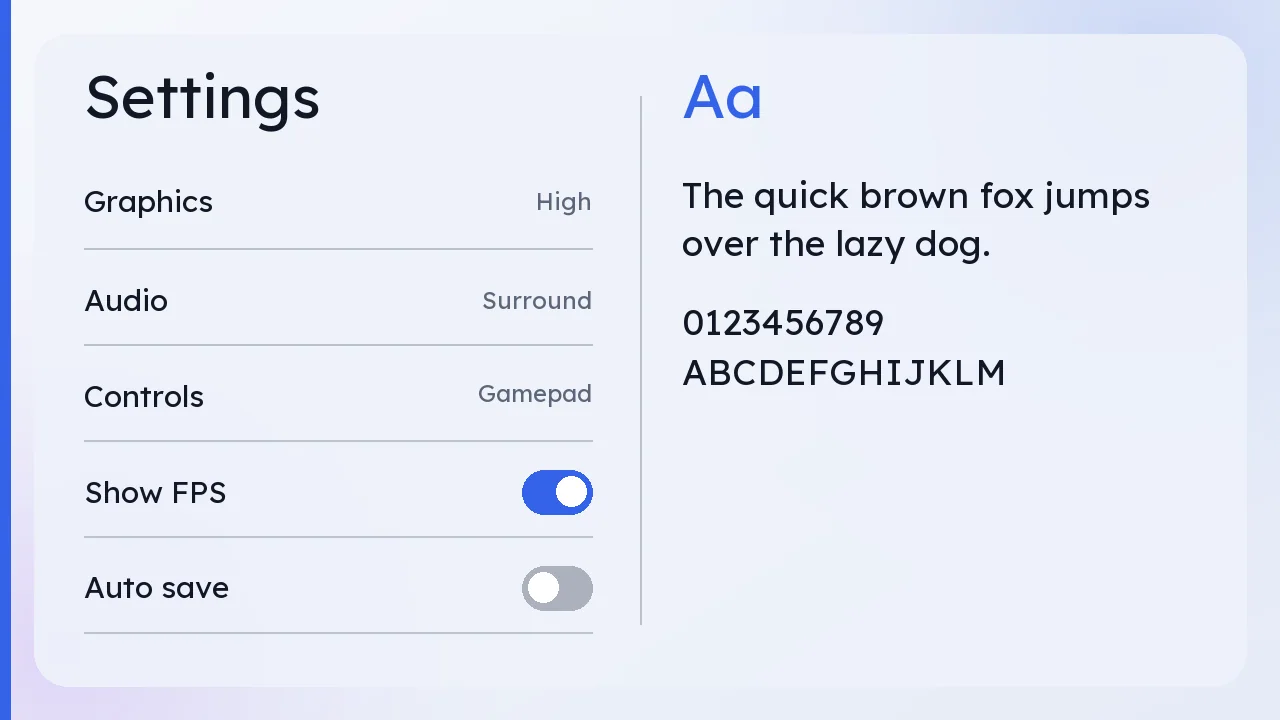 Settings
Graphics High
Audio Surround
Controls Gamepad
Show FPS
Auto save
Aa
The quick brown fox jumps
over the lazy dog.
0123456789
ABCDEFGHIJKLM